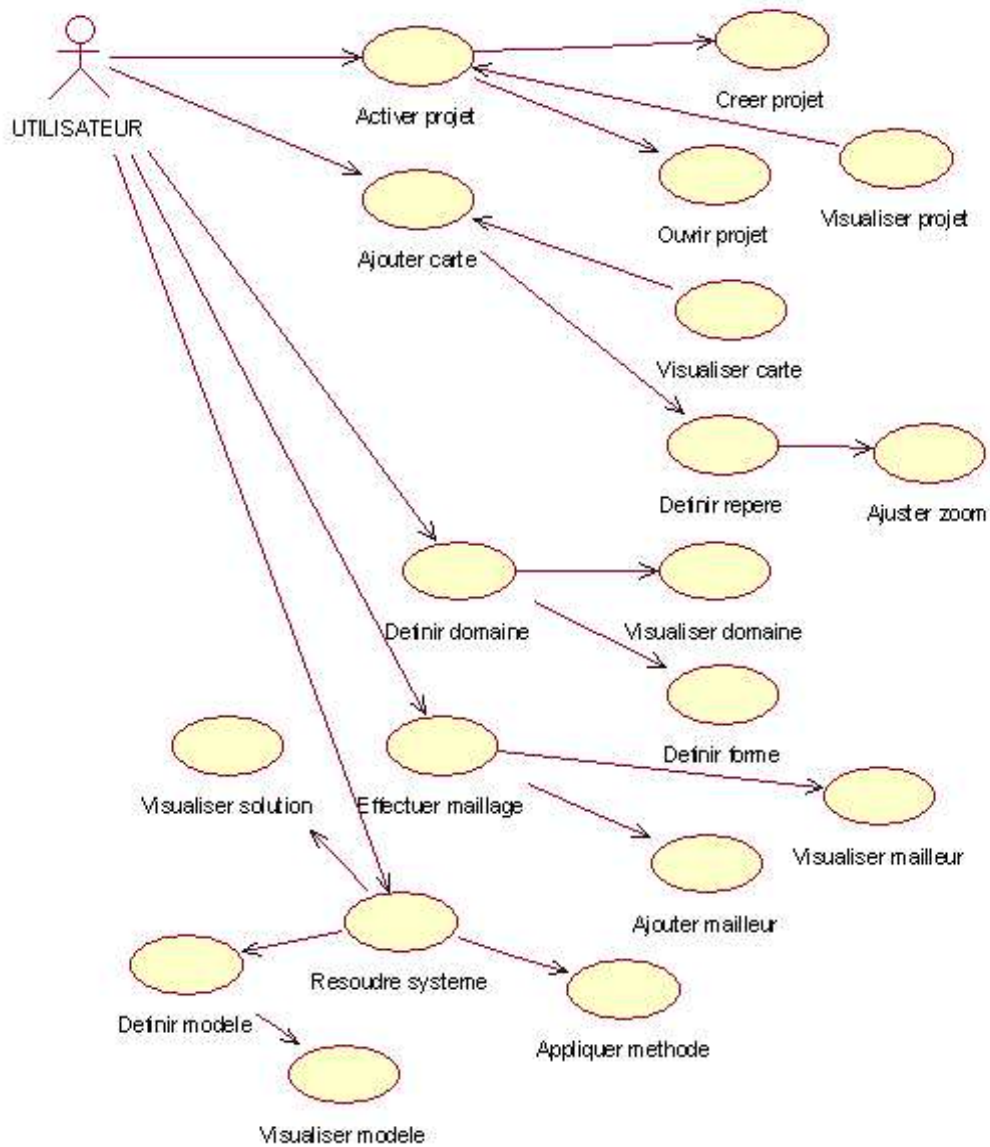 UTILISATEUR
Activer projet
Creer projet
Ouvrir projet
Visualiser projet
Ajouter carte
Visualiser carte
Definir repere
Ajuster zoom
Definir domaine
Visualiser domaine
Definir forme
Visualiser solution
Effectuer maillage
Visualiser mailleur
Ajouter mailleur
Resoudre systeme
Definir modele
Appliquer methode
Visualiser modele